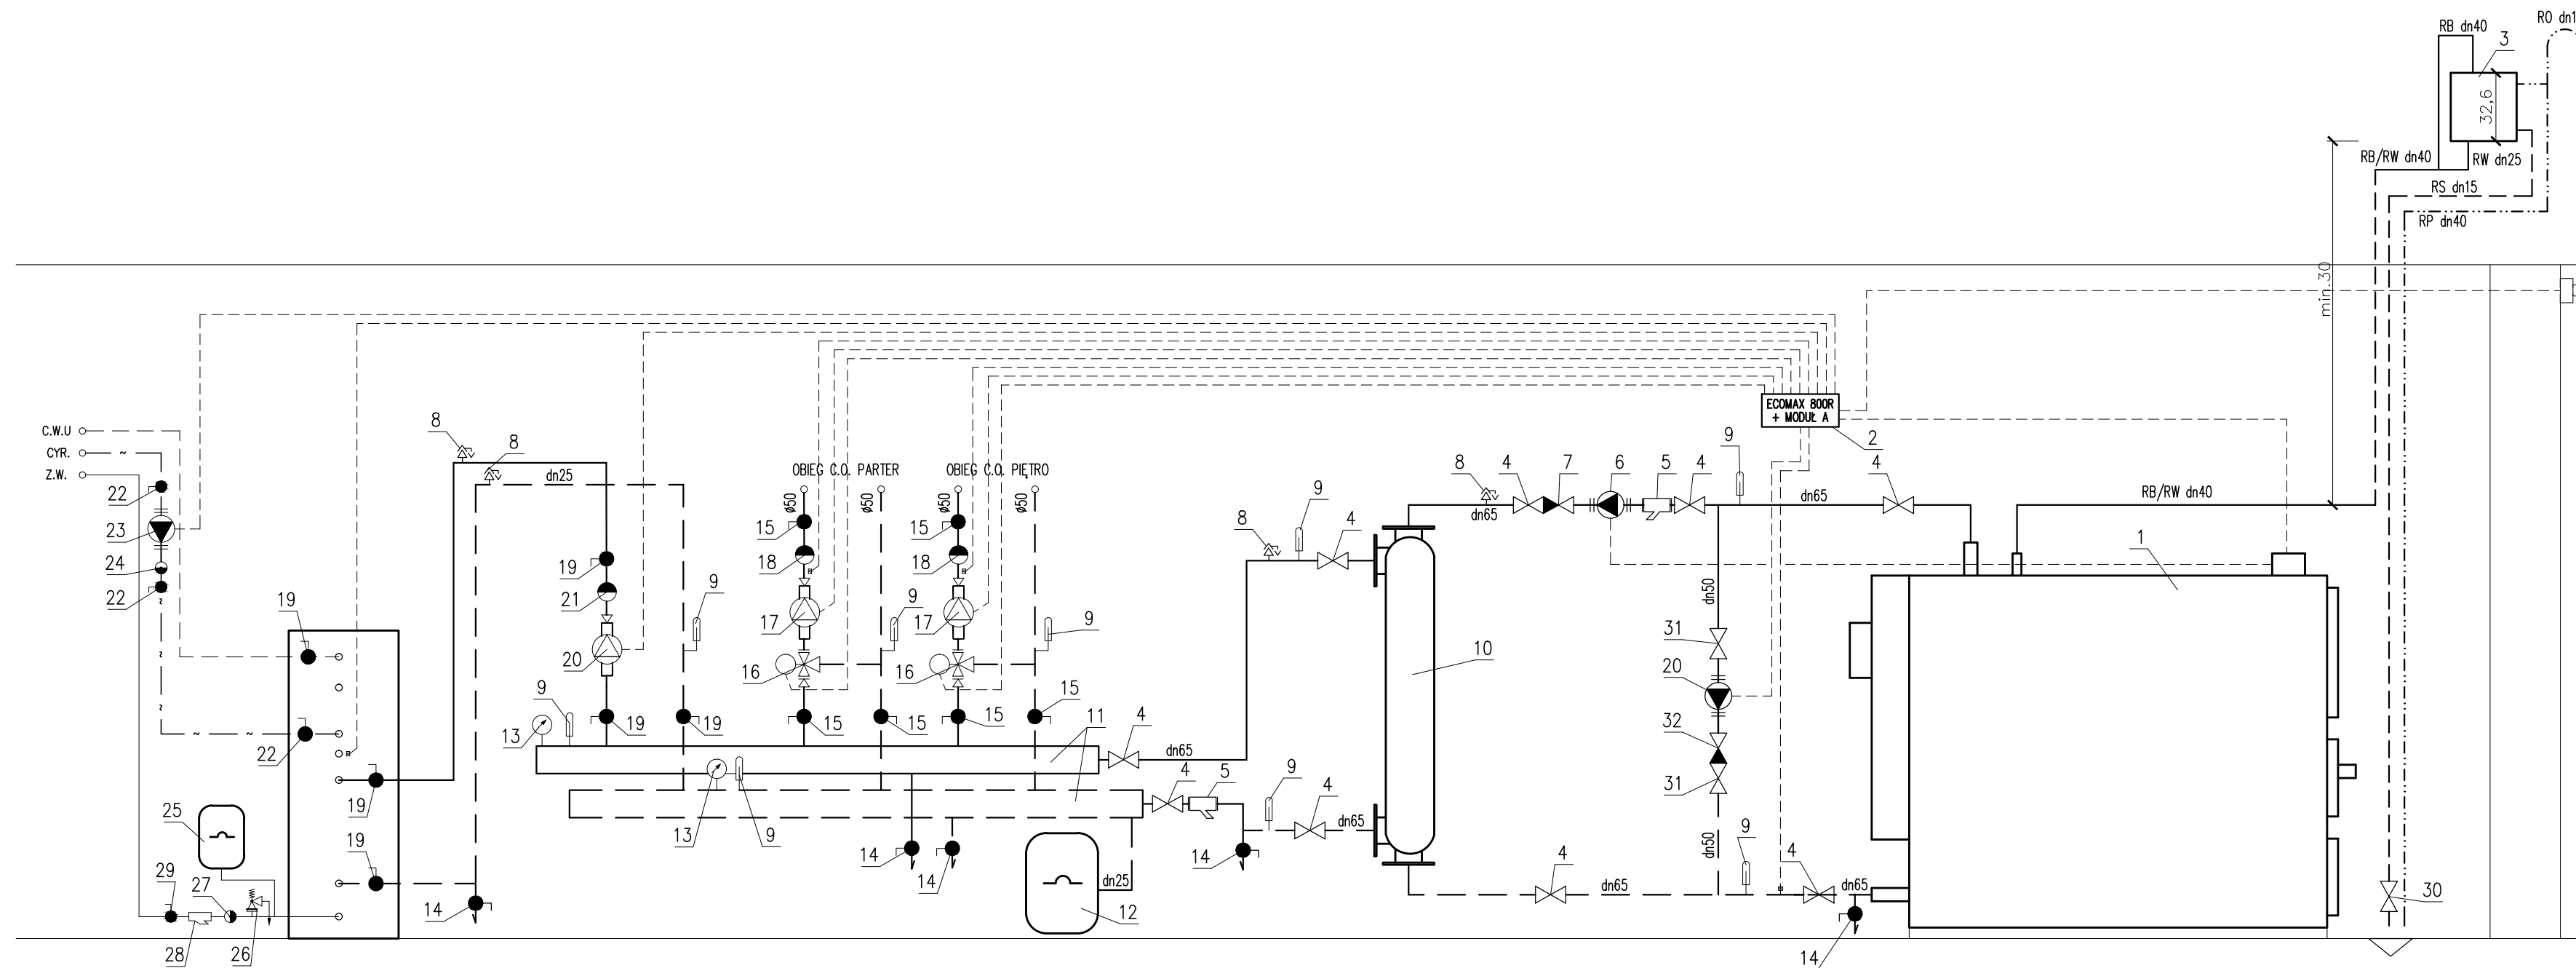 RO dn1
RB dn40
3
32,6
RB/RW dn40
RW dn25
RS dn15
RP dn40
min.30
ECOMAX 800R
+ MODUŁ A
2
C.W.U
CYR.
Z.W.
8
8
dn25
OBIEG C.O. PARTER
OBIEG C.O. PIĘTRO
ø50
ø50
ø50
ø50
9
8
4
7
6
5
4
9
4
dn65
dn65
RB/RW dn40
22
23
24
22
15
15
18
18
19
21
8
9
4
1
19
9
17
9
17
9
dn50
31
20
16
16
10
20
22
9
13
19
19
15
15
15
15
11
4
dn65
32
31
19
4
5
9
4
dn65
25
13
9
19
14
14
14
dn25
12
4
dn65
dn50
9
4
dn65
29
27
14
28
26
14
30